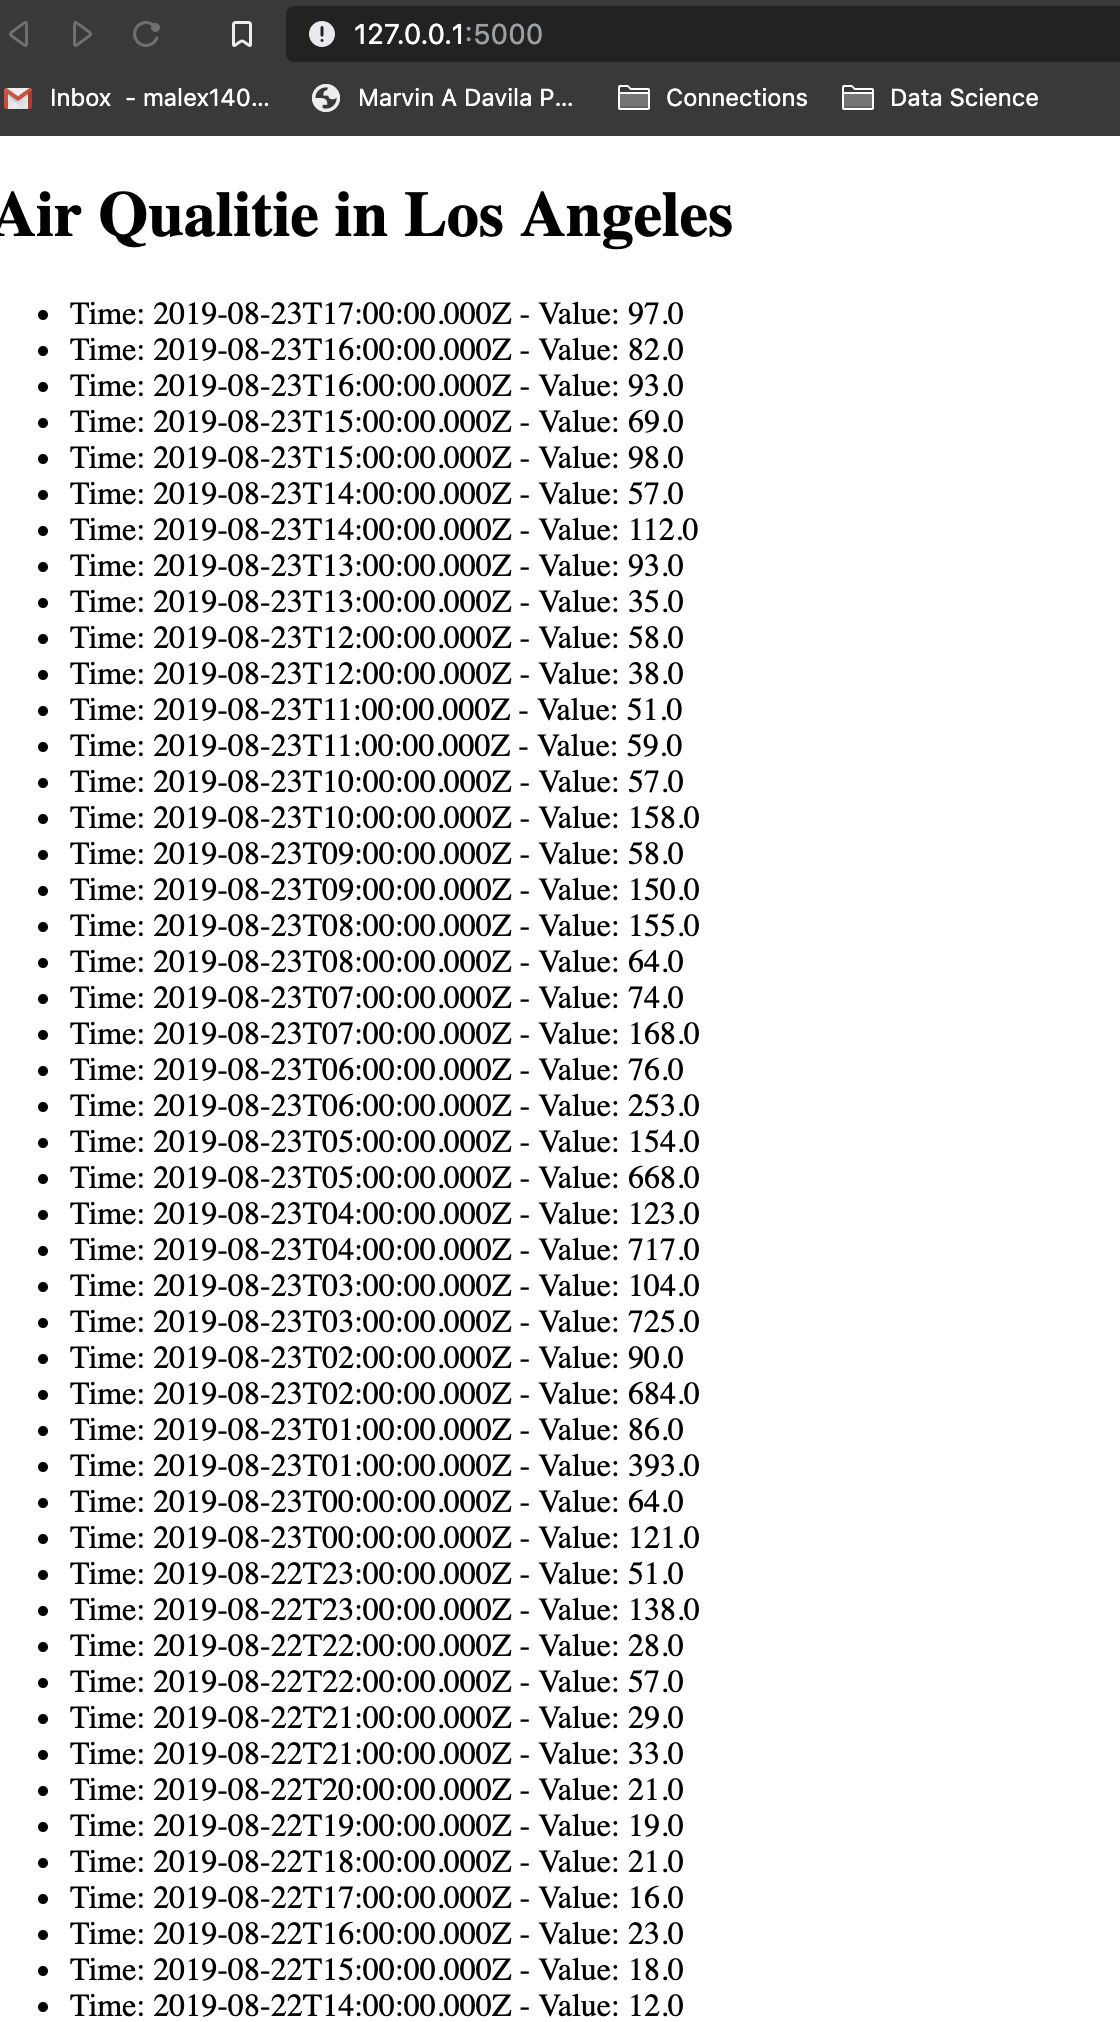 127.0.0.1:5000
Inbox - malex140... Marvin A Davila P... Connections Data Science
Air Qualitie in Los Angeles
• Time: 2019-08-23T17:00:00.000Z - Value: 97.0
• Time: 2019-08-23T16:00:00.000Z - Value: 82.0
• Time: 2019-08-23T16:00:00.000Z - Value: 93.0
• Time: 2019-08-23T15:00:00.000Z - Value: 69.0
• Time: 2019-08-23T15:00:00.000Z - Value: 98.0
• Time: 2019-08-23T14:00:00.000Z - Value: 57.0
• Time: 2019-08-23T14:00:00.000Z - Value: 112.0
• Time: 2019-08-23T13:00:00.000Z - Value: 93.0
• Time: 2019-08-23T13:00:00.000Z - Value: 35.0
• Time: 2019-08-23T12:00:00.000Z - Value: 58.0
• Time: 2019-08-23T12:00:00.000Z - Value: 38.0
• Time: 2019-08-23T11:00:00.000Z - Value: 51.0
• Time: 2019-08-23T11:00:00.000Z - Value: 59.0
• Time: 2019-08-23T10:00:00.000Z - Value: 57.0
• Time: 2019-08-23T10:00:00.000Z - Value: 158.0
• Time: 2019-08-23T09:00:00.000Z - Value: 58.0
• Time: 2019-08-23T09:00:00.000Z - Value: 150.0
• Time: 2019-08-23T08:00:00.000Z - Value: 155.0
• Time: 2019-08-23T08:00:00.000Z - Value: 64.0
• Time: 2019-08-23T07:00:00.000Z - Value: 74.0
• Time: 2019-08-23T07:00:00.000Z - Value: 168.0
• Time: 2019-08-23T06:00:00.000Z - Value: 76.0
• Time: 2019-08-23T06:00:00.000Z - Value: 253.0
• Time: 2019-08-23T05:00:00.000Z - Value: 154.0
• Time: 2019-08-23T05:00:00.000Z - Value: 668.0
• Time: 2019-08-23T04:00:00.000Z - Value: 123.0
• Time: 2019-08-23T04:00:00.000Z - Value: 717.0
• Time: 2019-08-23T03:00:00.000Z - Value: 104.0
• Time: 2019-08-23T03:00:00.000Z - Value: 725.0
• Time: 2019-08-23T02:00:00.000Z - Value: 90.0
• Time: 2019-08-23T02:00:00.000Z - Value: 684.0
• Time: 2019-08-23T01:00:00.000Z - Value: 86.0
• Time: 2019-08-23T01:00:00.000Z - Value: 393.0
• Time: 2019-08-23T00:00:00.000Z - Value: 64.0
• Time: 2019-08-23T00:00:00.000Z - Value: 121.0
• Time: 2019-08-22T23:00:00.000Z - Value: 51.0
• Time: 2019-08-22T23:00:00.000Z - Value: 138.0
• Time: 2019-08-22T22:00:00.000Z - Value: 28.0
• Time: 2019-08-22T22:00:00.000Z - Value: 57.0
• Time: 2019-08-22T21:00:00.000Z - Value: 29.0
• Time: 2019-08-22T21:00:00.000Z - Value: 33.0
• Time: 2019-08-22T20:00:00.000Z - Value: 21.0
• Time: 2019-08-22T19:00:00.000Z - Value: 19.0
• Time: 2019-08-22T18:00:00.000Z - Value: 21.0
• Time: 2019-08-22T17:00:00.000Z - Value: 16.0
• Time: 2019-08-22T16:00:00.000Z - Value: 23.0
• Time: 2019-08-22T15:00:00.000Z - Value: 18.0
• Time: 2019-08-22T14:00:00.000Z - Value: 12.0